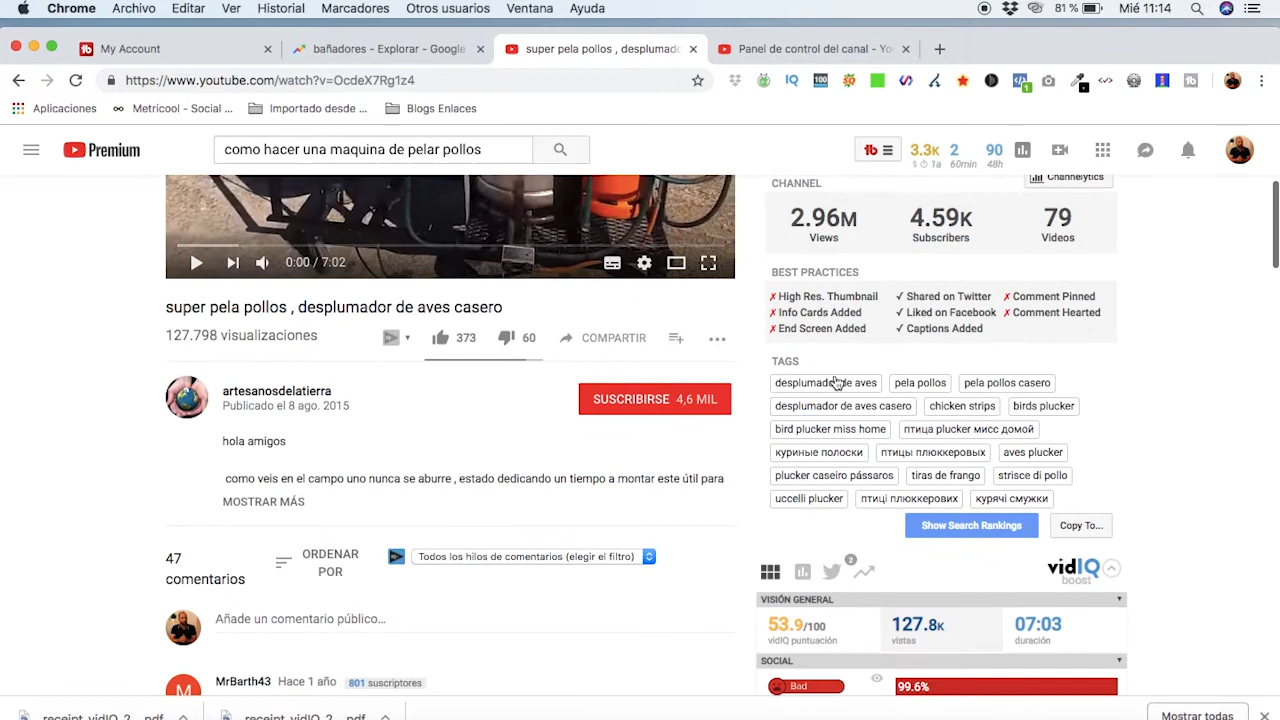 Chrome Archivo Editar Ver Historial Marcadores Otros usuarios Ventana Ayuda 81 % Mié 11:14
My Account × bañadores - Explorar - Google × super pela pollos , desplumado × Panel de control del canal - Yo ×
https://www.youtube.com/watch?v=OcdeX7Rg1z4
Aplicaciones Metricool - Social ... Importado desde ... Blogs Enlaces
Premium
como hacer una maquina de pelar pollos
3.3K 2 90
$ 1a 60min 48h
CHANNEL
Channelytics
2.96M 4.59K 79
Views Subscribers Videos
BEST PRACTICES
✗ High Res. Thumbnail ✓ Shared on Twitter ✗ Comment Pinned
✗ Info Cards Added ✓ Liked on Facebook ✗ Comment Hearted
✗ End Screen Added ✓ Captions Added
0:00 / 7:02
super pela pollos , desplumador de aves casero
127.798 visualizaciones
373 60 COMPARTIR
artesanosdelatierra
Publicado el 8 ago. 2015
SUSCRIBIRSE 4,6 MIL
hola amigos
como veis en el campo uno nunca se aburre , estado dedicando un tiempo a montar este útil para
MOSTRAR MÁS
47
comentarios
ORDENAR
POR
Todos los hilos de comentarios (elegir el filtro)
Añade un comentario público...
MrBarth43 Hace 1 año 801 suscriptores
M
TAGS
desplumador de aves pela pollos pela pollos casero
desplumador de aves casero chicken strips birds plucker
bird plucker miss home птица plucker мисс домой
куриные полоски птицы плюккеровых aves plucker
plucker caseiro pássaros tiras de frango strisce di pollo
uccelli plucker птиці плюккерових курячі смужки
Show Search Rankings Copy To...
2
vidIQ
boost
VISIÓN GENERAL
53.9/100 127.8K 07:03
vidIQ puntuación vistas duración
SOCIAL
Bad 99.6%
receipt_vidIQ_2....pdf receipt_vidIQ_2....pdf Mostrar todas